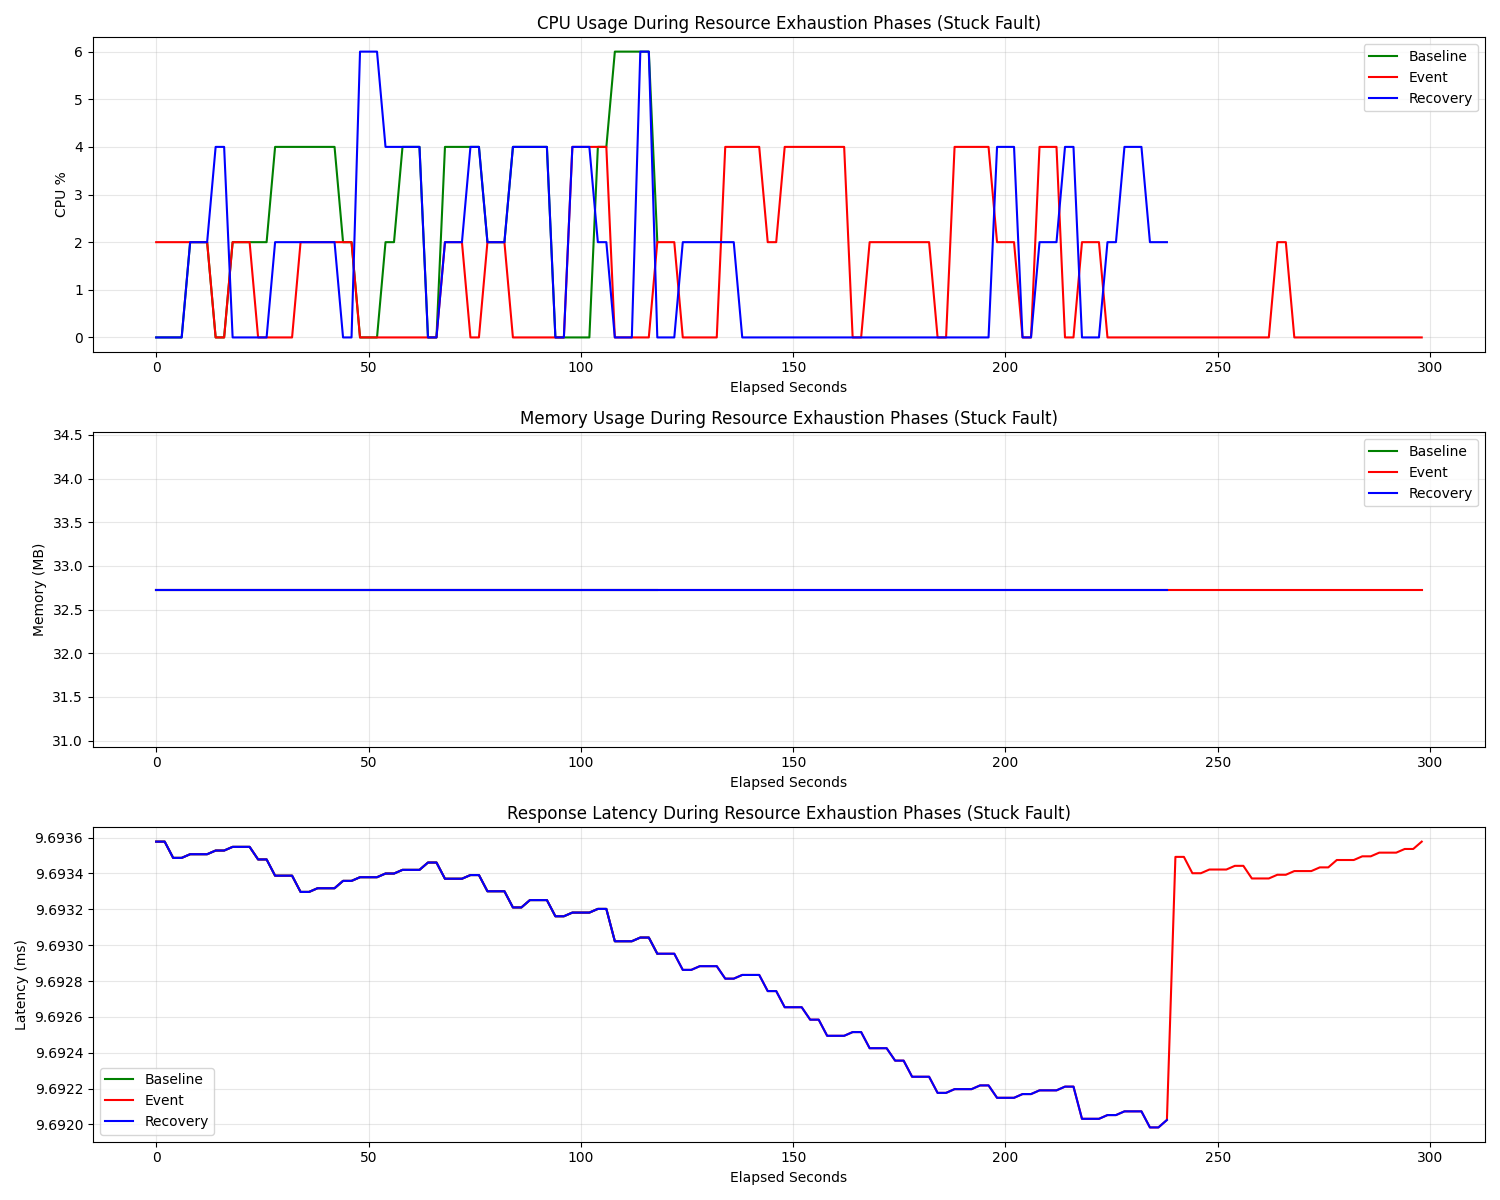 CPU Usage During Resource Exhaustion Phases (Stuck Fault)
6
5
4
3
2
1
0
CPU %
Baseline
Event
Recovery
0 50 100 150 200 250 300
Elapsed Seconds
Memory Usage During Resource Exhaustion Phases (Stuck Fault)
34.5
34.0
33.5
33.0
32.5
32.0
31.5
31.0
Memory (MB)
Baseline
Event
Recovery
0 50 100 150 200 250 300
Elapsed Seconds
Response Latency During Resource Exhaustion Phases (Stuck Fault)
9.6936
9.6934
9.6932
9.6930
9.6928
9.6926
9.6924
9.6922
9.6920
Latency (ms)
Baseline
Event
Recovery
0 50 100 150 200 250 300
Elapsed Seconds